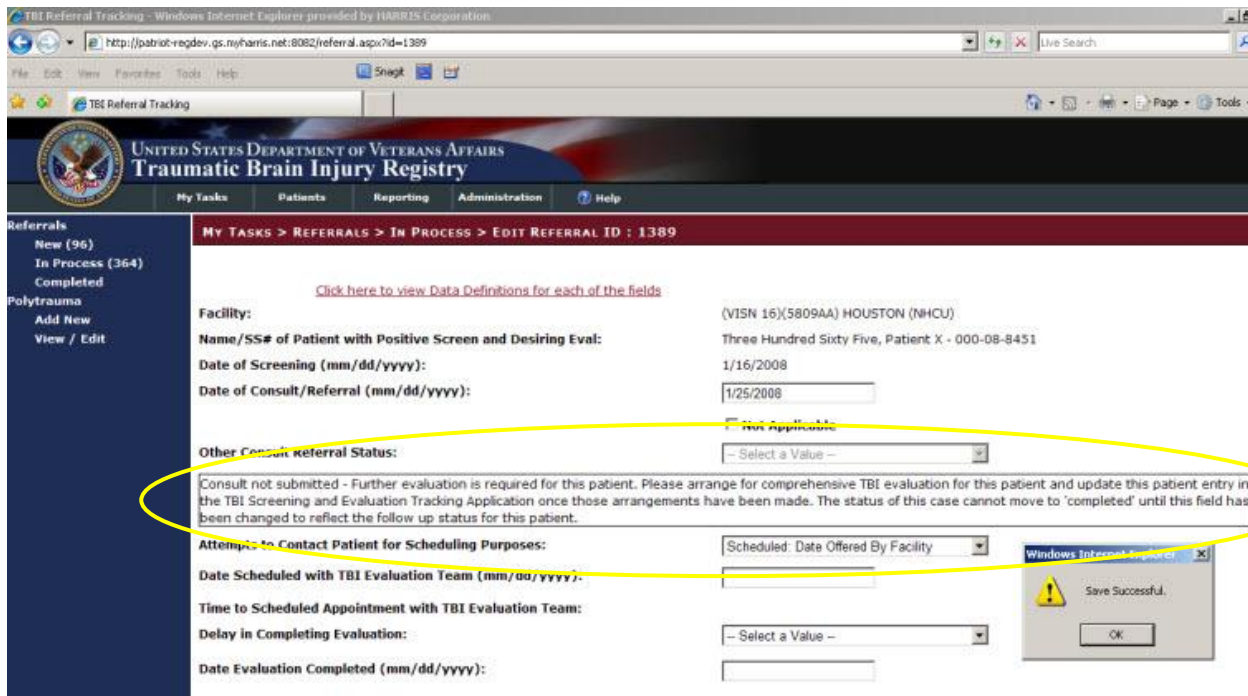 TBI Referral Tracking - Windows Internet Explorer provided by HARRIS Corporation
http://patriot-regdev.gs.myharris.net:8082/referral.aspx?id=1389
Live Search
File Edit View Favorites Tools Help
SnagIt
TBI Referral Tracking
Page
Tools
UNITED STATES DEPARTMENT OF VETERANS AFFAIRS
Traumatic Brain Injury Registry
My Tasks Patients Reporting Administration Help
Referrals
New (96)
In Process (364)
Completed
Polytrauma
Add New
View / Edit
MY TASKS > REFERRALS > IN PROCESS > EDIT REFERRAL ID : 1389
Click here to view Data Definitions for each of the fields
Facility: (VISN 16)(5809AA) HOUSTON (NHCU)
Name/SS# of Patient with Positive Screen and Desiring Eval: Three Hundred Sixty Five, Patient X - 000-08-8451
Date of Screening (mm/dd/yyyy): 1/16/2008
Date of Consult/Referral (mm/dd/yyyy): 1/25/2008
Not Applicable
Other Consult Referral Status: -- Select a Value --
Consult not submitted - Further evaluation is required for this patient. Please arrange for comprehensive TBI evaluation for this patient and update this patient entry in
the TBI Screening and Evaluation Tracking Application once those arrangements have been made. The status of this case cannot move to 'completed' until this field has
been changed to reflect the follow up status for this patient.
Attempts to Contact Patient for Scheduling Purposes: Scheduled: Date Offered By Facility
Date Scheduled with TBI Evaluation Team (mm/dd/yyyy):
Time to Scheduled Appointment with TBI Evaluation Team:
Delay in Completing Evaluation: -- Select a Value --
Date Evaluation Completed (mm/dd/yyyy):
Windows Internet Explorer
Save Successful.
OK